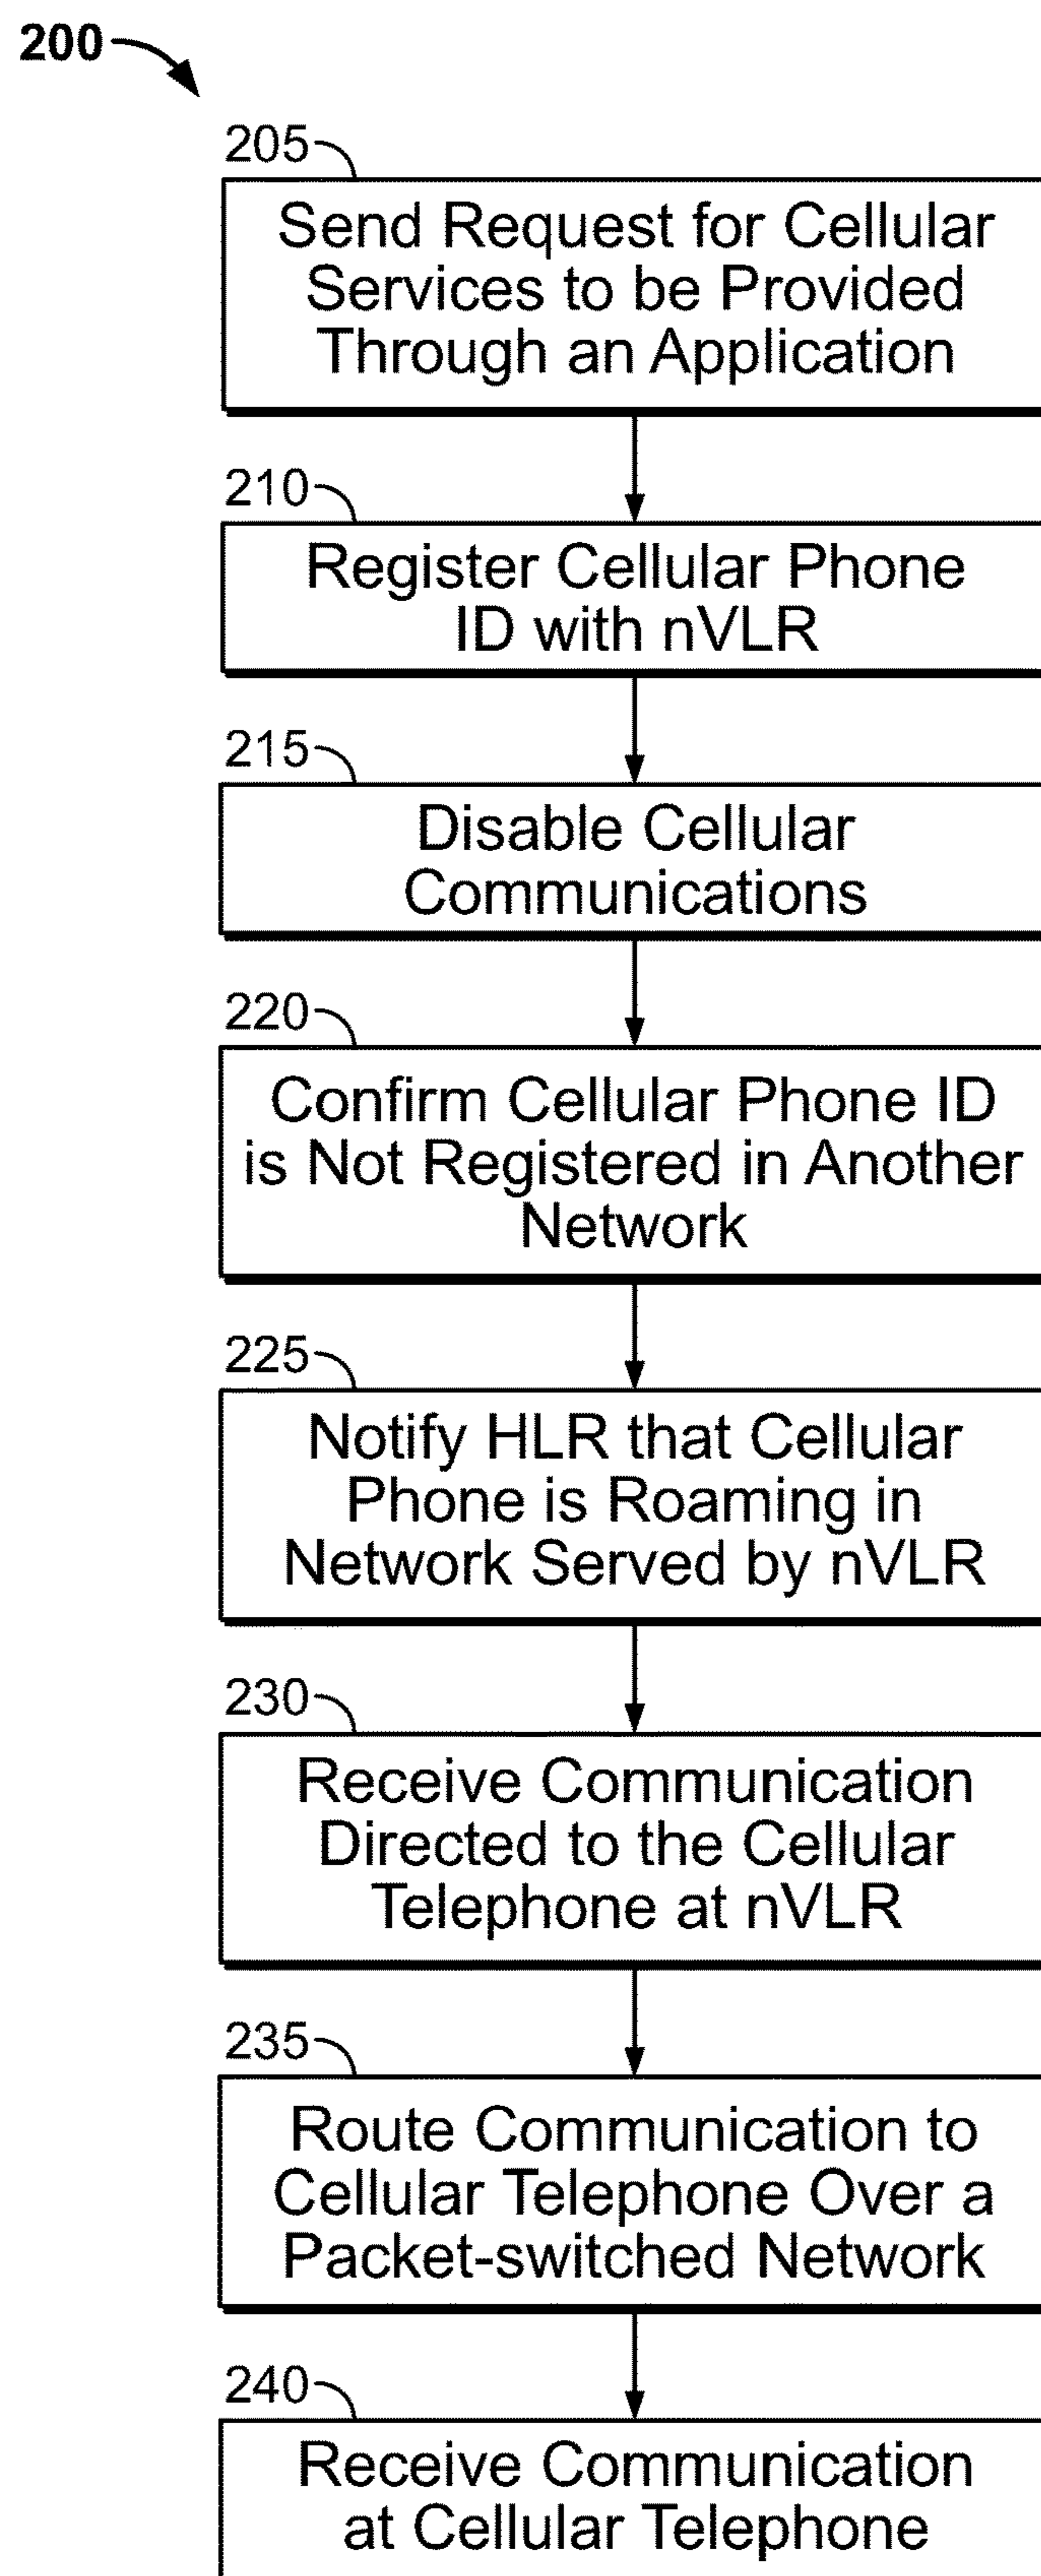 200
205
Send Request for Cellular
Services to be Provided
Through an Application
210
Register Cellular Phone
ID with nVLR
215
Disable Cellular
Communications
220
Confirm Cellular Phone ID
is Not Registered in Another
Network
225
Notify HLR that Cellular
Phone is Roaming in
Network Served by nVLR
230
Receive Communication
Directed to the Cellular
Telephone at nVLR
235
Route Communication to
Cellular Telephone Over a
Packet-switched Network
240
Receive Communication
at Cellular Telephone